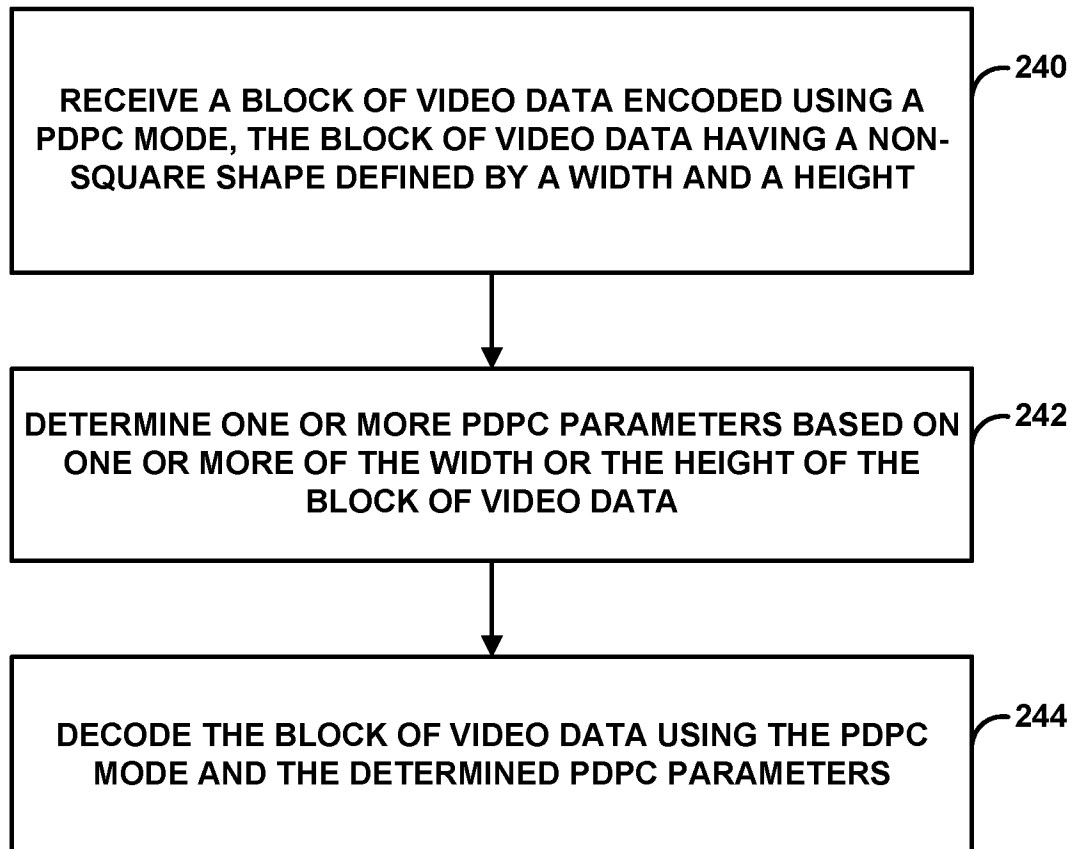 RECEIVE A BLOCK OF VIDEO DATA ENCODED USING A
PDPC MODE, THE BLOCK OF VIDEO DATA HAVING A NON-
SQUARE SHAPE DEFINED BY A WIDTH AND A HEIGHT
240
DETERMINE ONE OR MORE PDPC PARAMETERS BASED ON
ONE OR MORE OF THE WIDTH OR THE HEIGHT OF THE
BLOCK OF VIDEO DATA
242
DECODE THE BLOCK OF VIDEO DATA USING THE PDPC
MODE AND THE DETERMINED PDPC PARAMETERS
244